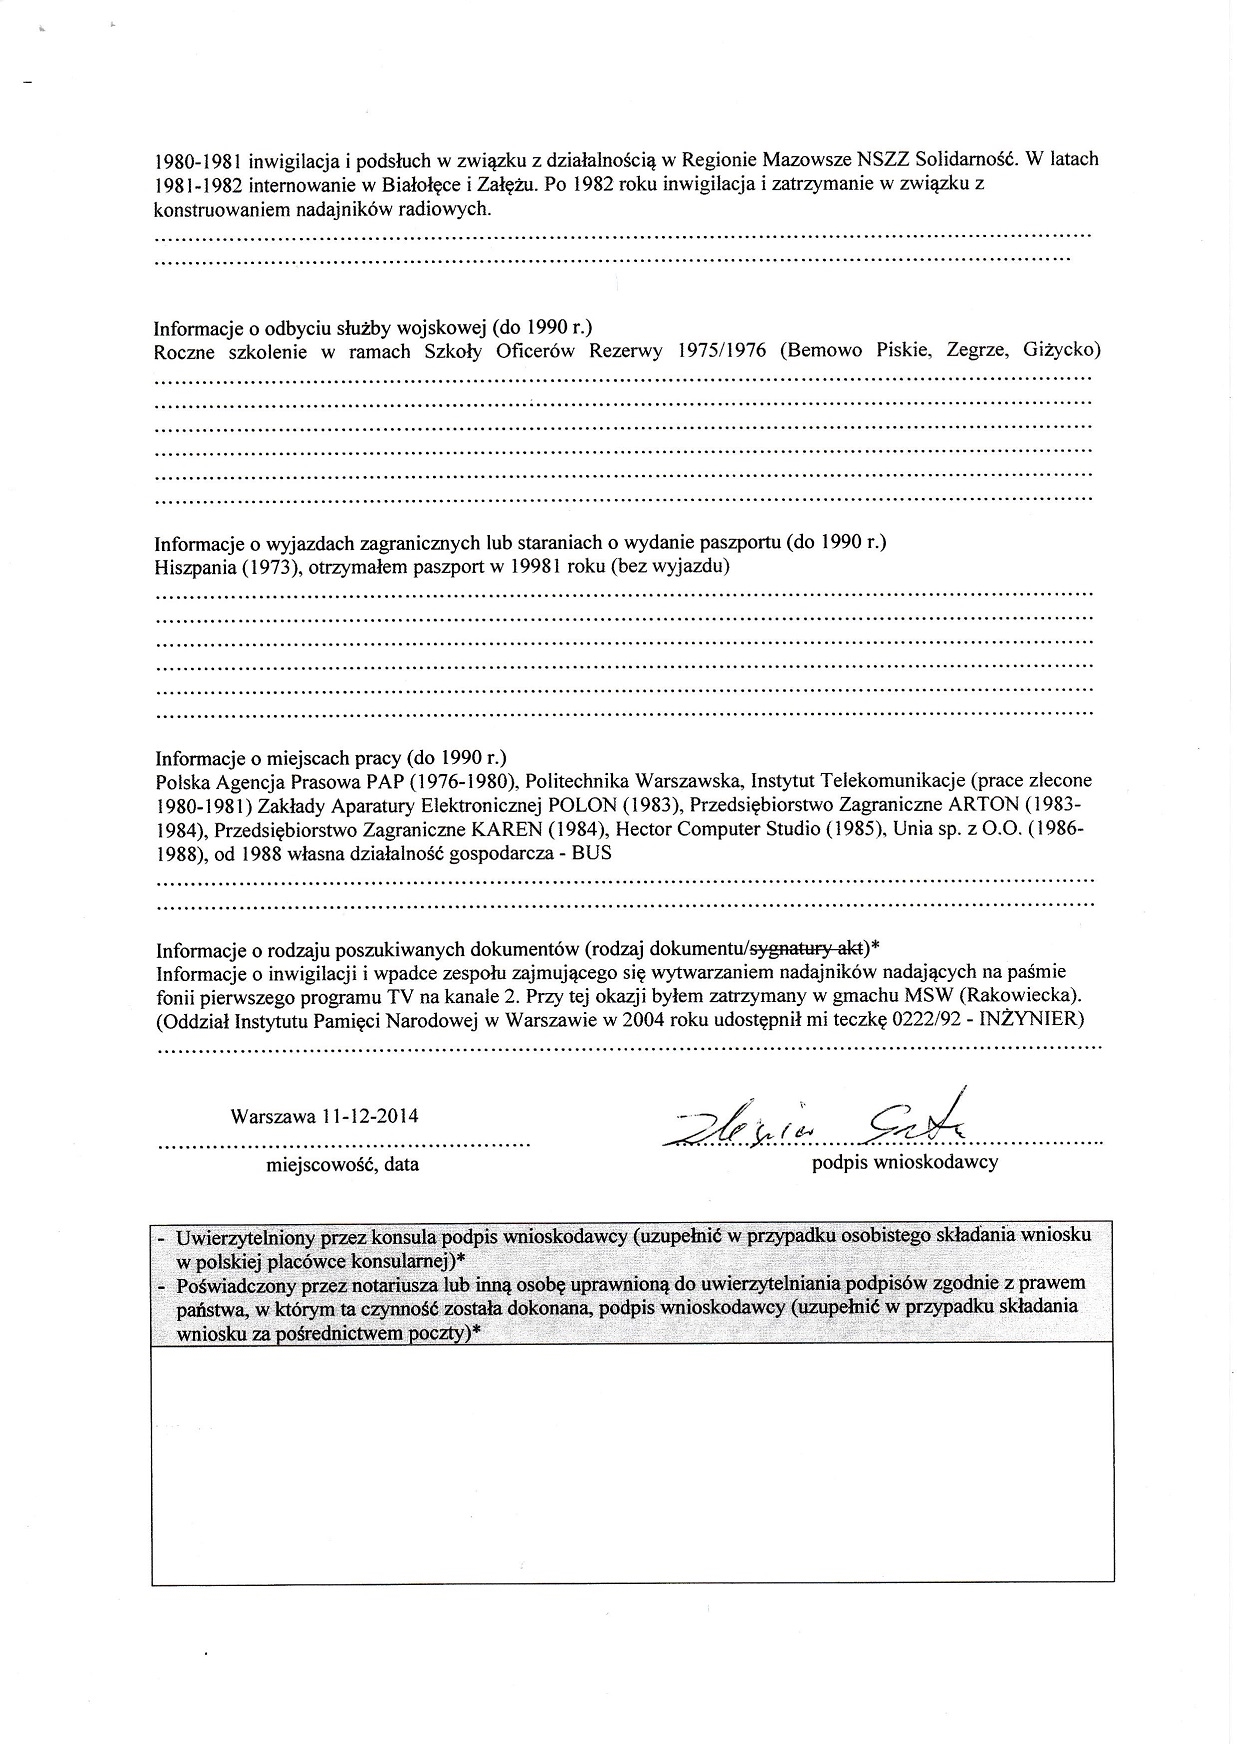 1980-1981 inwigilacja i podsłuch w związku z działalnością w Regionie Mazowsze NSZZ Solidarność. W latach
1981-1982 internowanie w Białołęce i Załężu. Po 1982 roku inwigilacja i zatrzymanie w związku z
konstruowaniem nadajników radiowych.
Informacje o odbyciu służby wojskowej (do 1990 r.)
Roczne szkolenie w ramach Szkoły Oficerów Rezerwy 1975/1976 (Bemowo Piskie, Zegrze, Giżycko)
Informacje o wyjazdach zagranicznych lub staraniach o wydanie paszportu (do 1990 r.)
Hiszpania (1973), otrzymałem paszport w 19981 roku (bez wyjazdu)
Informacje o miejscach pracy (do 1990 r.)
Polska Agencja Prasowa PAP (1976-1980), Politechnika Warszawska, Instytut Telekomunikacje (prace zlecone
1980-1981) Zakłady Aparatury Elektronicznej POLON (1983), Przedsiębiorstwo Zagraniczne ARTON (1983-
1984), Przedsiębiorstwo Zagraniczne KAREN (1984), Hector Computer Studio (1985), Unia sp. z O.O. (1986-
1988), od 1988 własna działalność gospodarcza - BUS
Informacje o rodzaju poszukiwanych dokumentów (rodzaj dokumentu/sygnatury akt)*
Informacje o inwigilacji i wpadce zespołu zajmującego się wytwarzaniem nadajników nadających na paśmie
fonii pierwszego programu TV na kanale 2. Przy tej okazji byłem zatrzymany w gmachu MSW (Rakowiecka).
(Oddział Instytutu Pamięci Narodowej w Warszawie w 2004 roku udostępnił mi teczkę 0222/92 - INŻYNIER)
Warszawa 11-12-2014
miejscowość, data
podpis wnioskodawcy
- Uwierzytelniony przez konsula podpis wnioskodawcy (uzupełnić w przypadku osobistego składania wniosku
w polskiej placówce konsularnej)*
- Poświadczony przez notariusza lub inną osobę uprawnioną do uwierzytelniania podpisów zgodnie z prawem
państwa, w którym ta czynność została dokonana, podpis wnioskodawcy (uzupełnić w przypadku składania
wniosku za pośrednictwem poczty)*